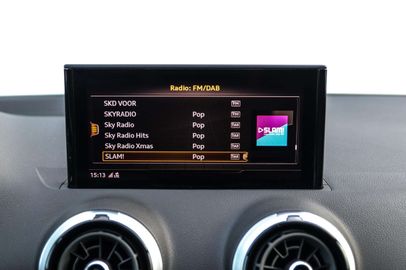 Radio: FM/DAB
SKD VOOR
SKYRADIO Pop
Sky Radio Pop
Sky Radio Hits Pop
Sky Radio Xmas Pop
SLAM! Pop
SLAM!
15:13